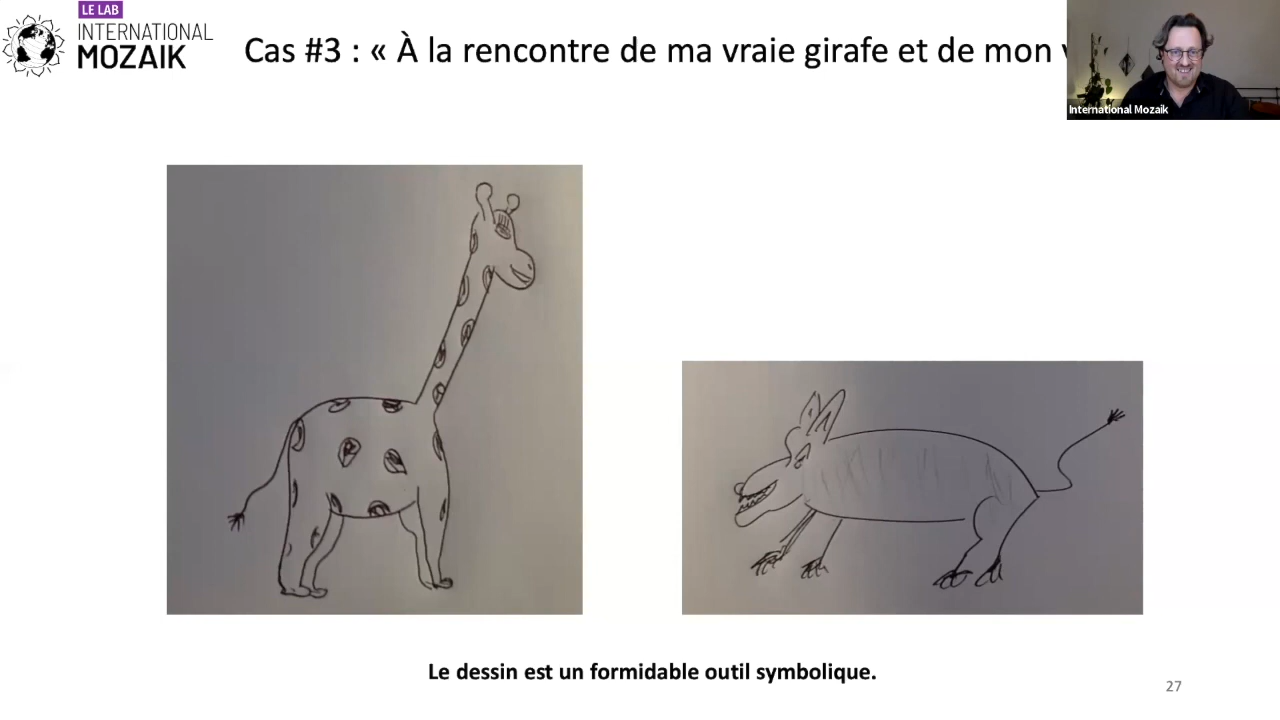 LE LAB
INTERNATIONAL
MOZAIK
Cas #3 : « À la rencontre de ma vraie girafe et de mon
International Mozaik
Le dessin est un formidable outil symbolique.
27